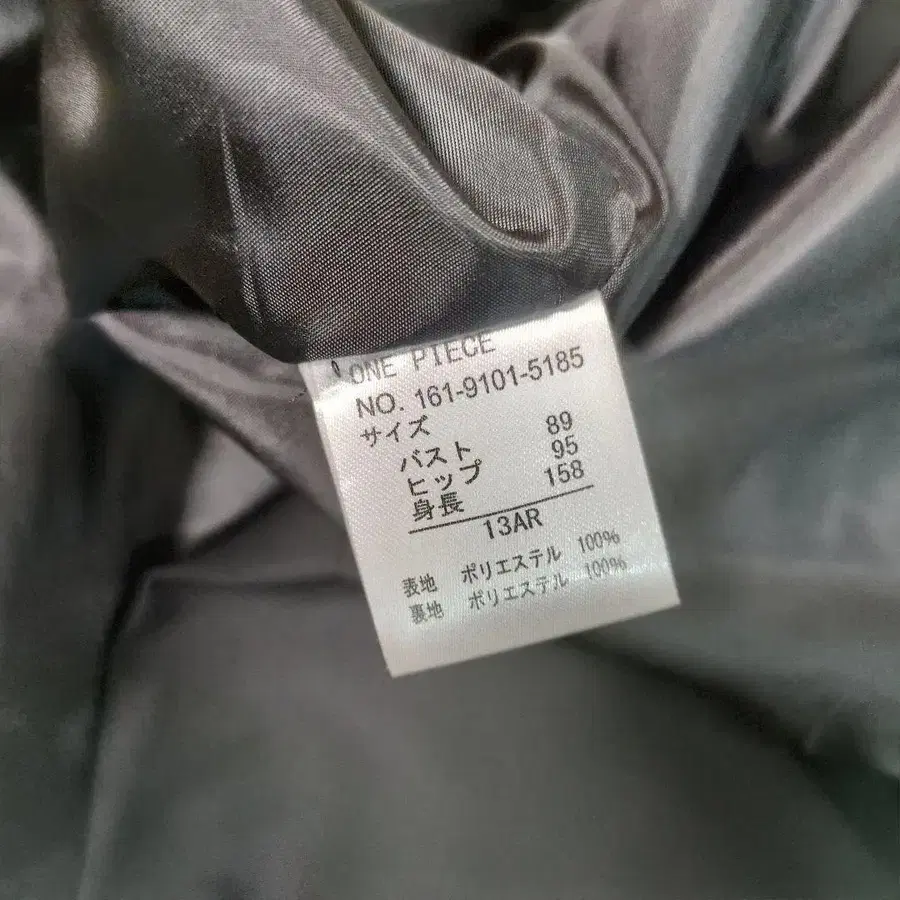 ONE PIECE
NO. 161-9101-5185
サイズ
バスト 89
ヒップ 95
身長 158
13AR
表地 ポリエステル 100%
裏地 ポリエステル 100%